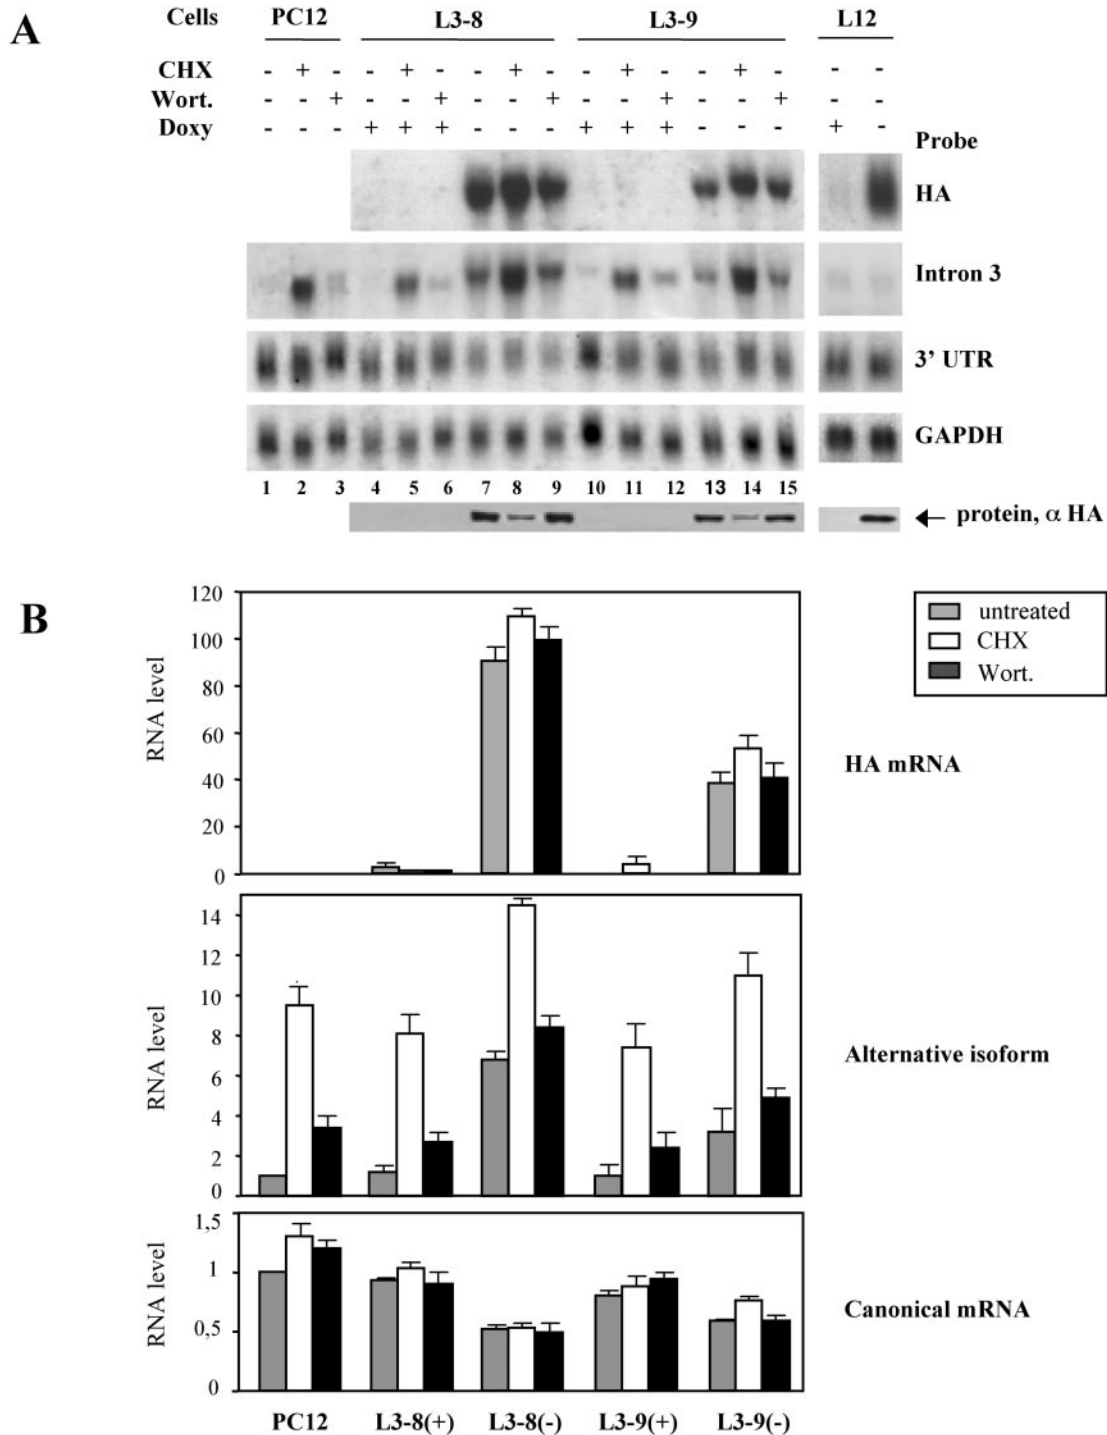 A
Cells PC12 L3-8 L3-9 L12
CHX - + - - + - - + - - + - - + - - -
Wort. - - + - - + - - + - - + - - + - -
Doxy - - - + + + - - - + + + - - - + -
Probe
HA
Intron 3
3' UTR
GAPDH
1 2 3 4 5 6 7 8 9 10 11 12 13 14 15
← protein, α HA
B
untreated
CHX
Wort.
RNA level
120
100
80
60
40
20
0
HA mRNA
RNA level
14
12
10
8
6
4
2
0
Alternative isoform
RNA level
1,5
1
0,5
0
Canonical mRNA
PC12 L3-8(+) L3-8(-) L3-9(+) L3-9(-)